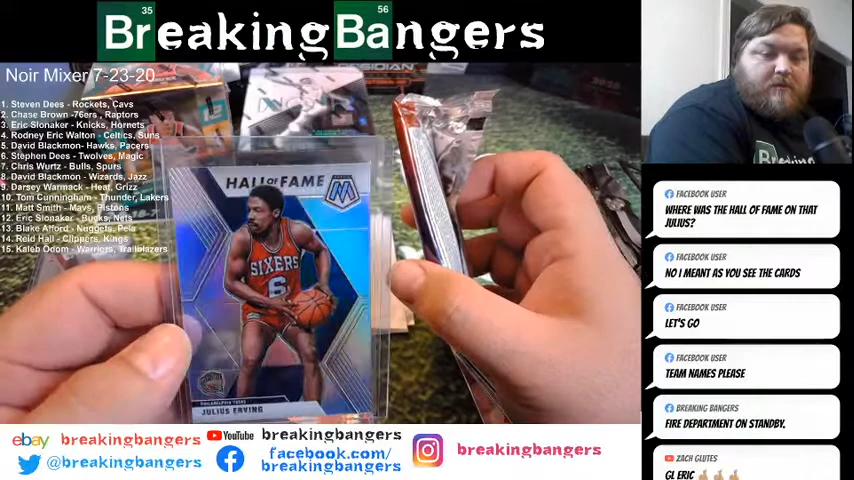 35
56
BreakingBangers
Noir Mixer 7-23-20
1. Steven Dees - Rockets, Cavs
2. Chase Brown -76ers , Raptors
3. Eric Slonaker - Knicks, Hornets
4. Rodney Eric Walton - Celtics, Suns
5. David Blackmon- Hawks, Pacers
6. Stephen Dees - Twolves, Magic
7. Chris Wurtz - Bulls, Spurs
8. David Blackmon - Wizards, Jazz
9. Darsey Warmack - Heat, Grizz
10. Tom Cunningham - Thunder, Lakers
11. Matt Smith - Mavs, Pistons
12. Eric Slonaker - Bucks, Nets
13. Blake Alford - Nuggets, Pels
14. Reid Hall - Clippers, Kings
15. Kaleb Odom - Warriors, Trailblazers
OBSIDIAN
HALL OF FAME
M
SIXERS
6
PHILADELPHIA 76ERS
JULIUS ERVING
FACEBOOK USER
WHERE WAS THE HALL OF FAME ON THAT
JULIUS?
FACEBOOK USER
NO I MEANT AS YOU SEE THE CARDS
FACEBOOK USER
LET'S GO
FACEBOOK USER
TEAM NAMES PLEASE
BREAKING BANGERS
FIRE DEPARTMENT ON STANDBY.
ZACH GLUTES
GL ERIC
ebay breakingbangers
YouTube breakingbangers
@breakingbangers
facebook.com/
breakingbangers
breakingbangers